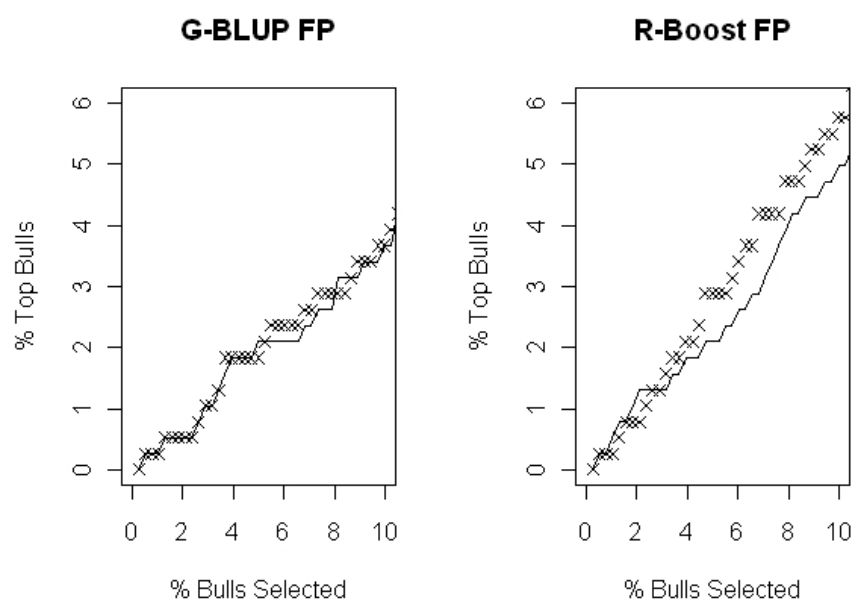 G-BLUP FP
% Top Bulls
0 1 2 3 4 5 6
0 2 4 6 8 10
% Bulls Selected
R-Boost FP
% Top Bulls
0 1 2 3 4 5 6
0 2 4 6 8 10
% Bulls Selected